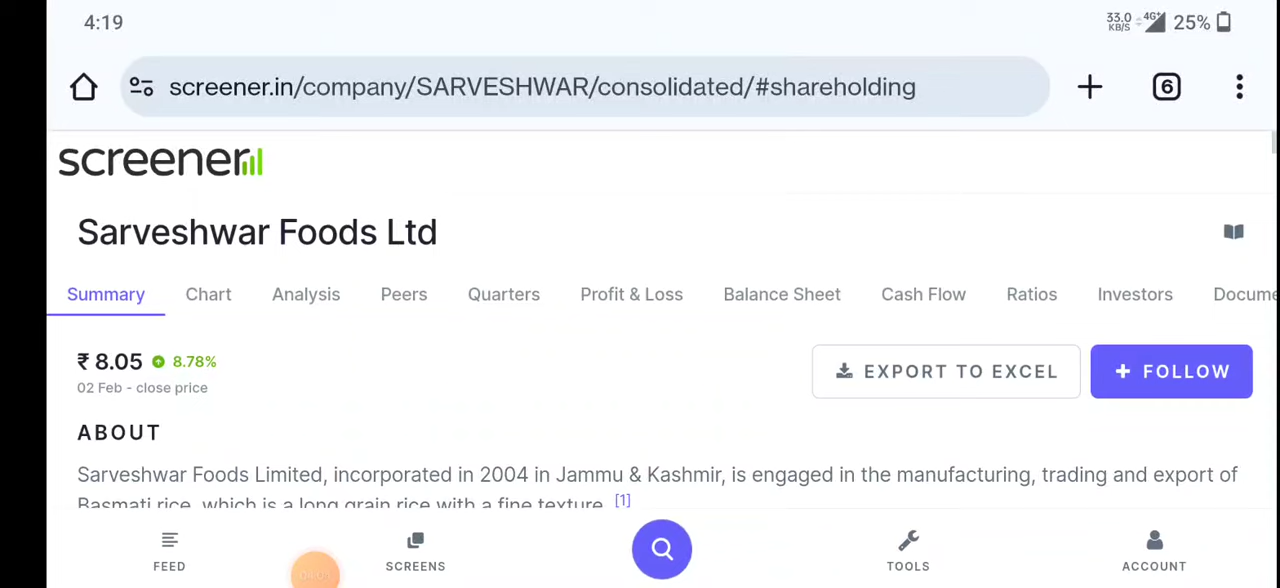 4:19
33.0 KB/S 4G+ 25%
screener.in/company/SARVESHWAR/consolidated/#shareholding
6
screener
Sarveshwar Foods Ltd
Summary Chart Analysis Peers Quarters Profit & Loss Balance Sheet Cash Flow Ratios Investors Docume
₹ 8.05 8.78%
EXPORT TO EXCEL + FOLLOW
02 Feb - close price
ABOUT
Sarveshwar Foods Limited, incorporated in 2004 in Jammu & Kashmir, is engaged in the manufacturing, trading and export of
Basmati rice, which is a long grain rice with a fine texture. [1]
FEED SCREENS TOOLS ACCOUNT